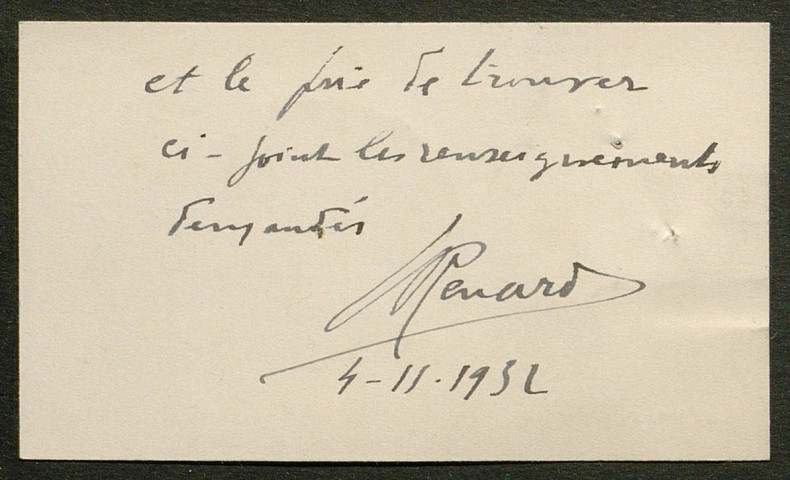 et le prie de trouver
ci-joint les renseignements
demandés
Renard
4-11-1932